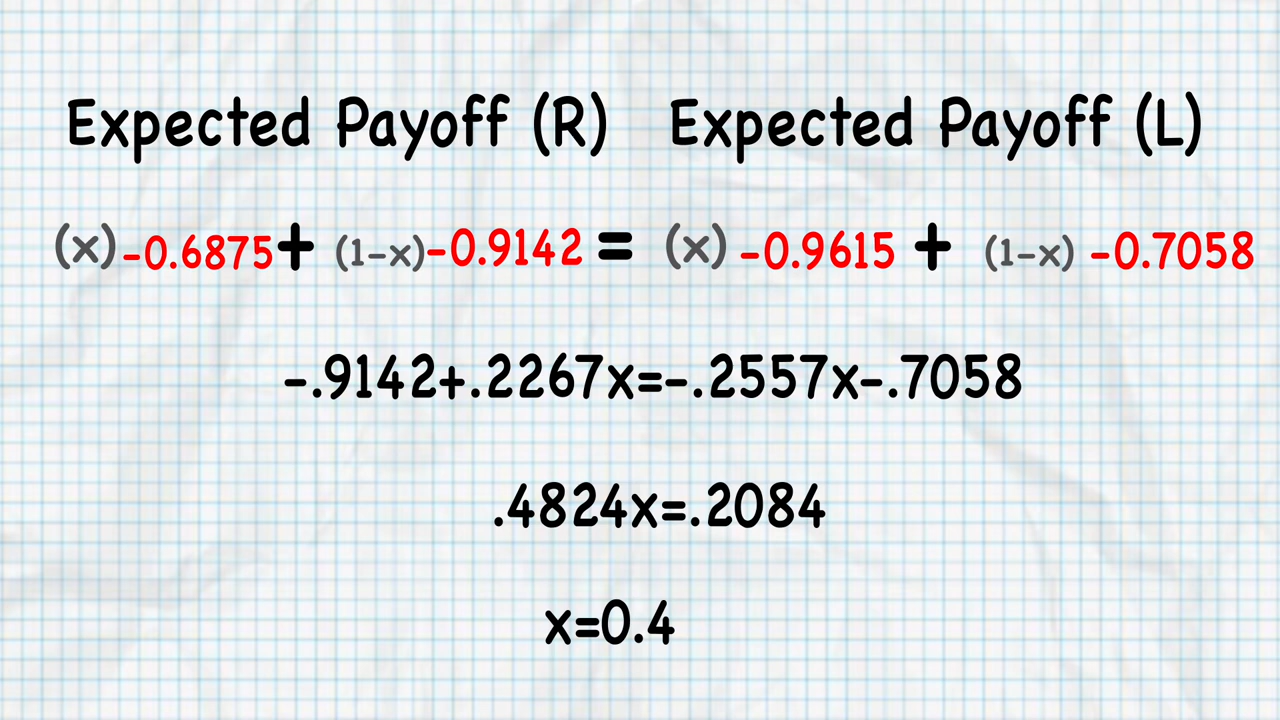 Expected Payoff (R) Expected Payoff (L)
(x) -0.6875 + (1-x) -0.9142 = (x) -0.9615 + (1-x) -0.7058
-.9142+.2267x=-.2557x-.7058
.4824x=.2084
x=0.4